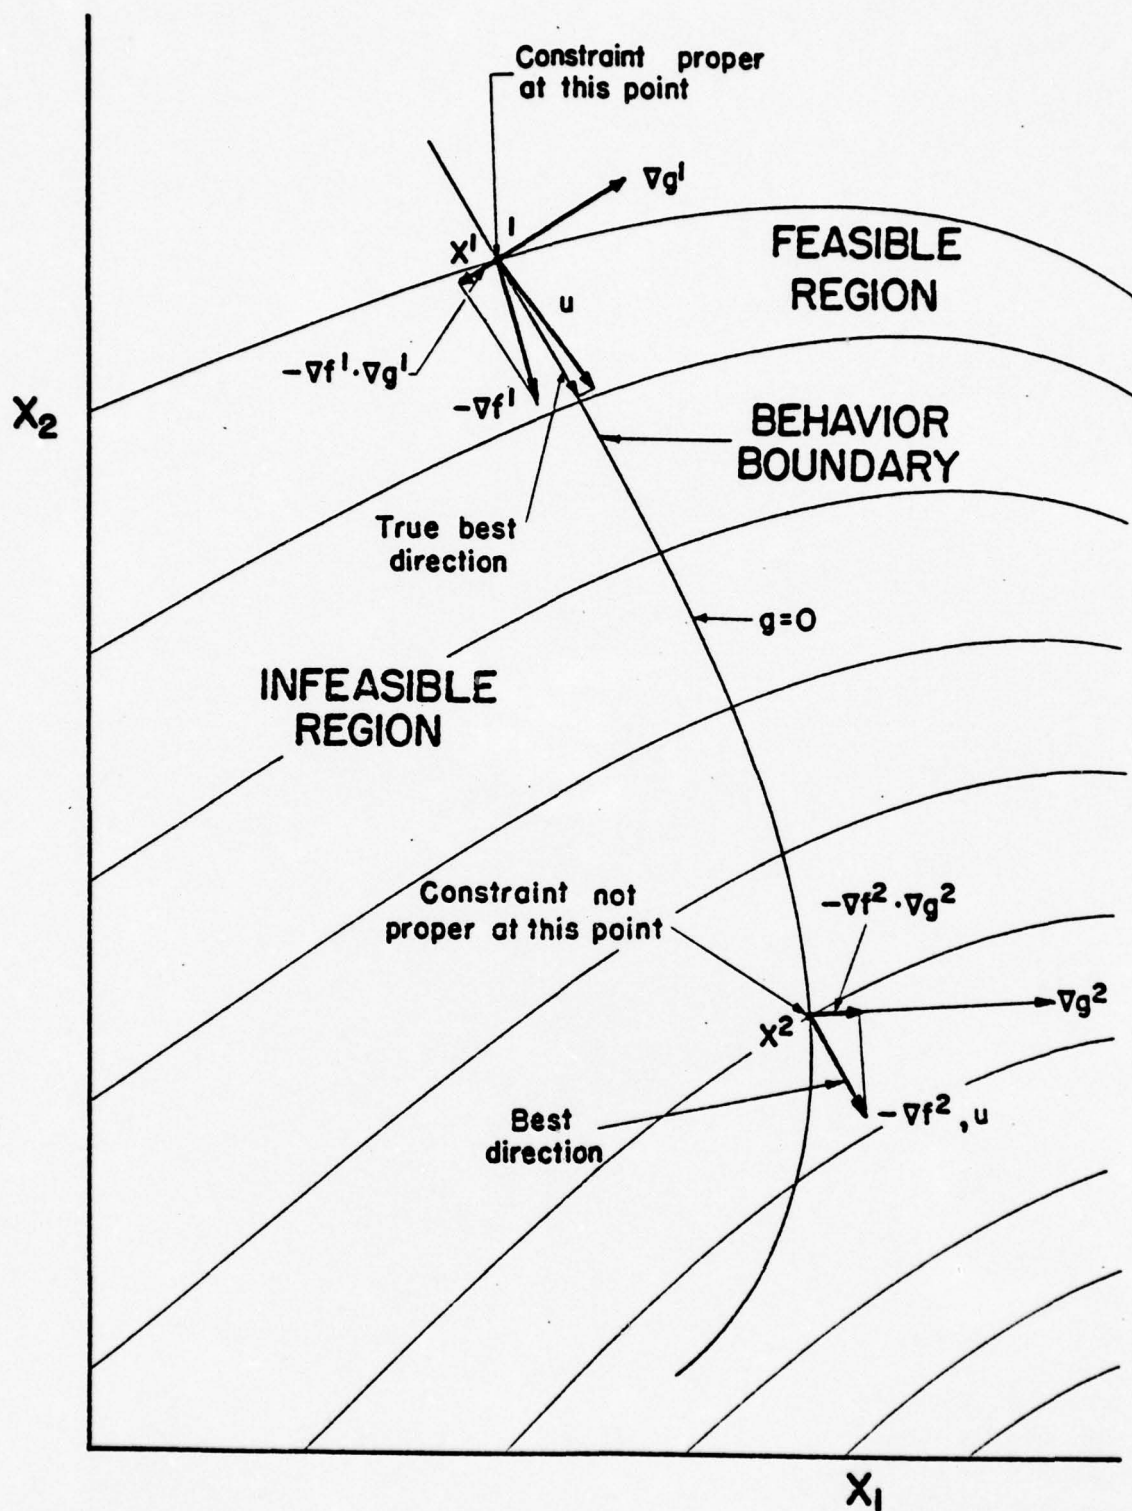 Constraint proper
at this point
∇g¹
1
X¹
FEASIBLE
REGION
u
-∇f¹·∇g¹
-∇f¹
X₂
BEHAVIOR
BOUNDARY
True best
direction
g=0
INFEASIBLE
REGION
Constraint not
proper at this point
-∇f²·∇g²
∇g²
X²
-∇f², u
Best
direction
X₁